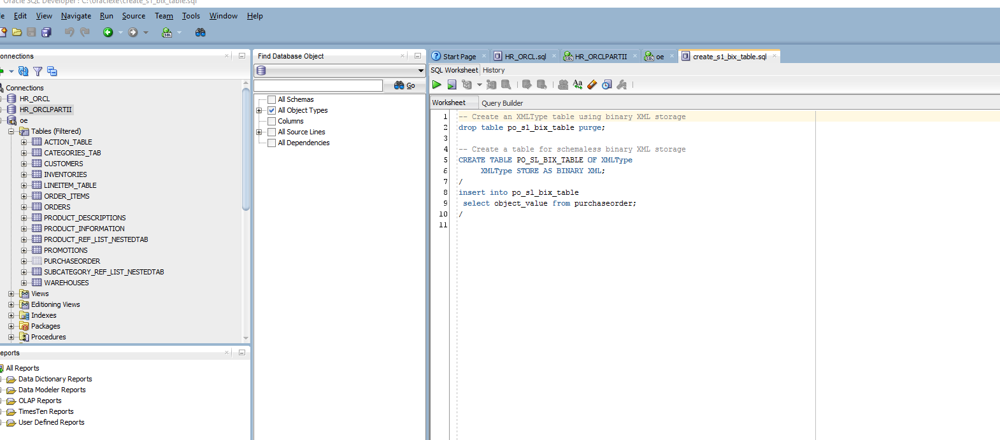 Oracle SQL Developer : C:\oraclexe\create_s1_bix_table.sql
le Edit View Navigate Run Source Team Tools Window Help
onnections
Connections
HR_ORCL
HR_ORCLPARTII
oe
Tables (Filtered)
ACTION_TABLE
CATEGORIES_TAB
CUSTOMERS
INVENTORIES
LINEITEM_TABLE
ORDER_ITEMS
ORDERS
PRODUCT_DESCRIPTIONS
PRODUCT_INFORMATION
PRODUCT_REF_LIST_NESTEDTAB
PROMOTIONS
PURCHASEORDER
SUBCATEGORY_REF_LIST_NESTEDTAB
WAREHOUSES
Views
Editioning Views
Indexes
Packages
Procedures
eports
All Reports
Data Dictionary Reports
Data Modeler Reports
OLAP Reports
TimesTen Reports
User Defined Reports
Find Database Object
Go
All Schemas
All Object Types
Columns
All Source Lines
All Dependencies
Start Page HR_ORCL.sql HR_ORCLPARTII oe create_s1_bix_table.sql
SQL Worksheet History
Worksheet Query Builder
1 -- Create an XMLType table using binary XML storage
2 drop table po_sl_bix_table purge;
3
4 -- Create a table for schemaless binary XML storage
5 CREATE TABLE PO_SL_BIX_TABLE OF XMLType
6 XMLType STORE AS BINARY XML;
7 /
8 insert into po_sl_bix_table
9 select object_value from purchaseorder;
10 /
11